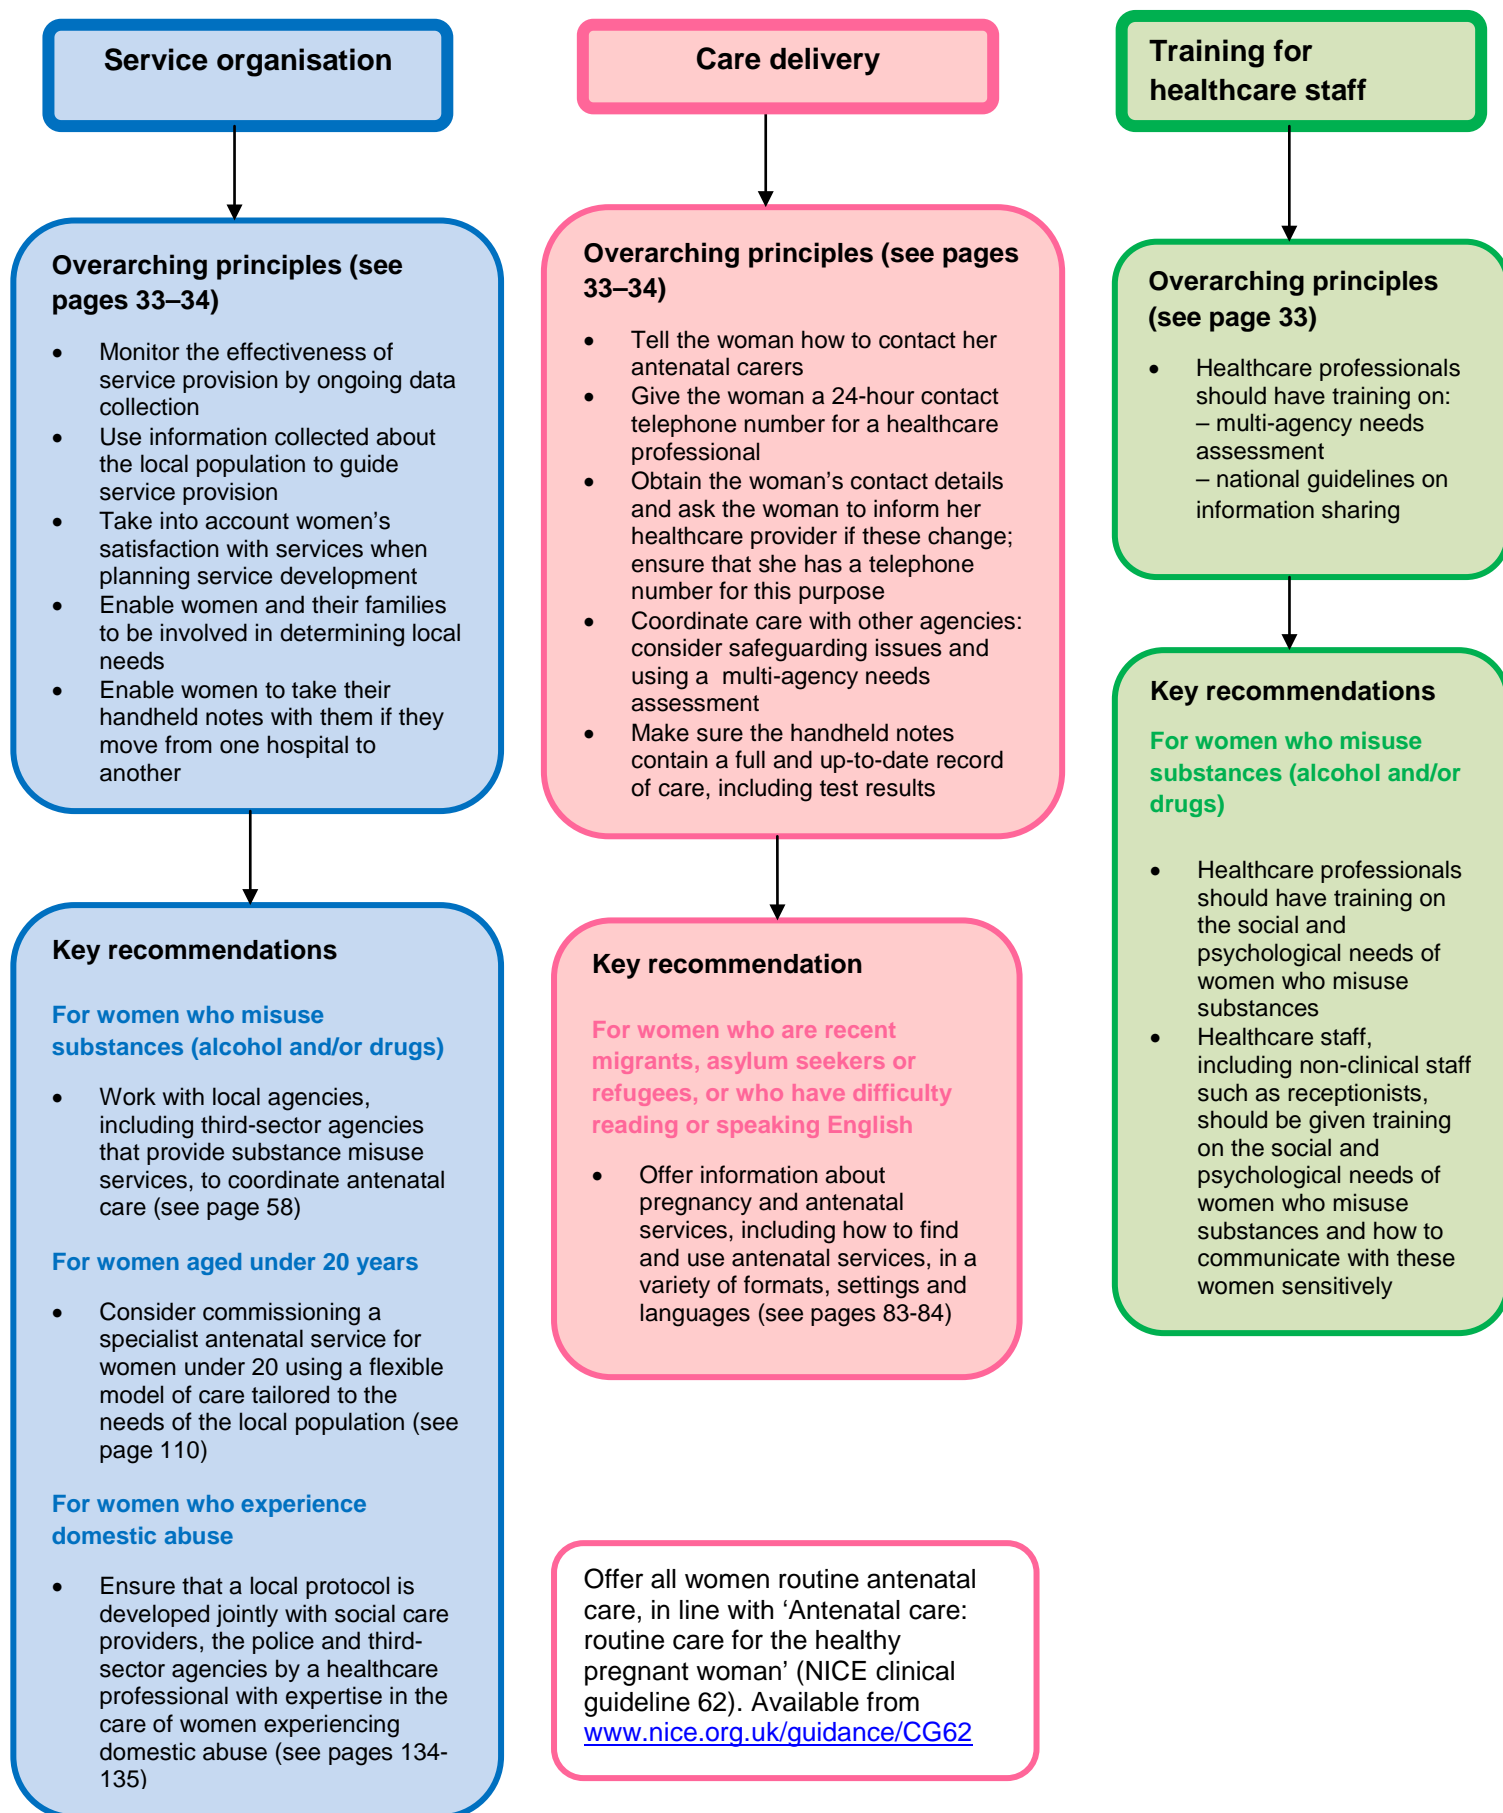 Service organisation
Overarching principles (see
pages 33–34)
• Monitor the effectiveness of
service provision by ongoing data
collection
• Use information collected about
the local population to guide
service provision
• Take into account women’s
satisfaction with services when
planning service development
• Enable women and their families
to be involved in determining local
needs
• Enable women to take their
handheld notes with them if they
move from one hospital to
another
Key recommendations
For women who misuse
substances (alcohol and/or drugs)
• Work with local agencies,
including third-sector agencies
that provide substance misuse
services, to coordinate antenatal
care (see page 58)
For women aged under 20 years
• Consider commissioning a
specialist antenatal service for
women under 20 using a flexible
model of care tailored to the
needs of the local population (see
page 110)
For women who experience
domestic abuse
• Ensure that a local protocol is
developed jointly with social care
providers, the police and third-
sector agencies by a healthcare
professional with expertise in the
care of women experiencing
domestic abuse (see pages 134-
135)
Care delivery
Overarching principles (see pages
33–34)
• Tell the woman how to contact her
antenatal carers
• Give the woman a 24-hour contact
telephone number for a healthcare
professional
• Obtain the woman’s contact details
and ask the woman to inform her
healthcare provider if these change;
ensure that she has a telephone
number for this purpose
• Coordinate care with other agencies:
consider safeguarding issues and
using a multi-agency needs
assessment
• Make sure the handheld notes
contain a full and up-to-date record
of care, including test results
Key recommendation
For women who are recent
migrants, asylum seekers or
refugees, or who have difficulty
reading or speaking English
• Offer information about
pregnancy and antenatal
services, including how to find
and use antenatal services, in a
variety of formats, settings and
languages (see pages 83-84)
Offer all women routine antenatal
care, in line with ‘Antenatal care:
routine care for the healthy
pregnant woman’ (NICE clinical
guideline 62). Available from
www.nice.org.uk/guidance/CG62
Training for
healthcare staff
Overarching principles
(see page 33)
• Healthcare professionals
should have training on:
– multi-agency needs
assessment
– national guidelines on
information sharing
Key recommendations
For women who misuse
substances (alcohol and/or
drugs)
• Healthcare professionals
should have training on
the social and
psychological needs of
women who misuse
substances
• Healthcare staff,
including non-clinical staff
such as receptionists,
should be given training
on the social and
psychological needs of
women who misuse
substances and how to
communicate with these
women sensitively